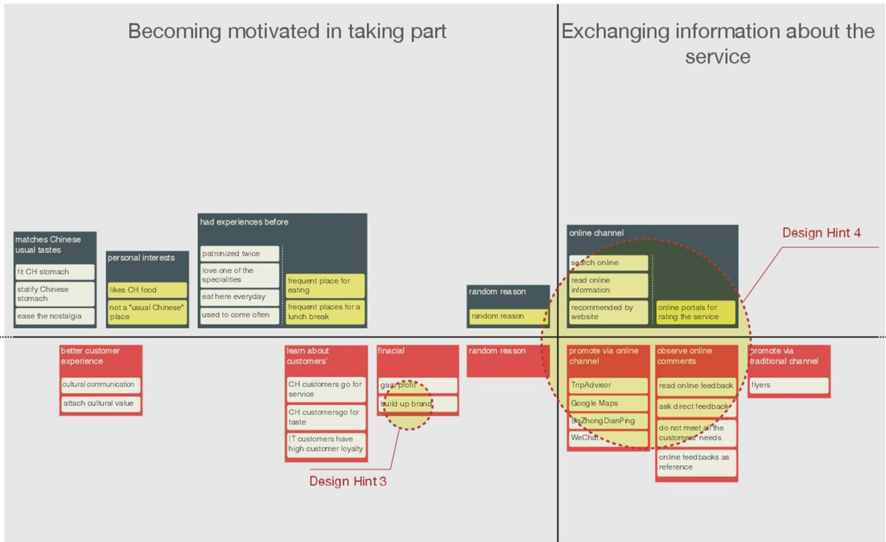 Becoming motivated in taking part
Exchanging information about the
service
matches Chinese
usual tastes
fit CH stomach
statfy Chinese
stomach
ease the nostalgia
personal interests
likes CH food
not a "usual Chinese"
place
had experiences before
patronized twice
love one of the
specialities
eat here everyday
used to come often
frequent place for
eating
frequent places for a
lunch break
random reason
random reason
online channel
search online
read online
information
recommended by
website
online portals for
rating the service
Design Hint 4
better customer
experience
cultural communication
attach cultural value
learn about
customers'
CH customers go for
service
CH customersgo for
taste
IT customers have
high customer loyalty
finacial
gain profit
build up brand
random reason
promote via online
channel
TripAdvisor
Google Maps
DaZhongDianPing
WeChat
observe online
comments
read online feedback
ask direct feedback
do not meet all the
customers' needs
online feedbacks as
reference
promote via
traditional channel
flyers
Design Hint 3